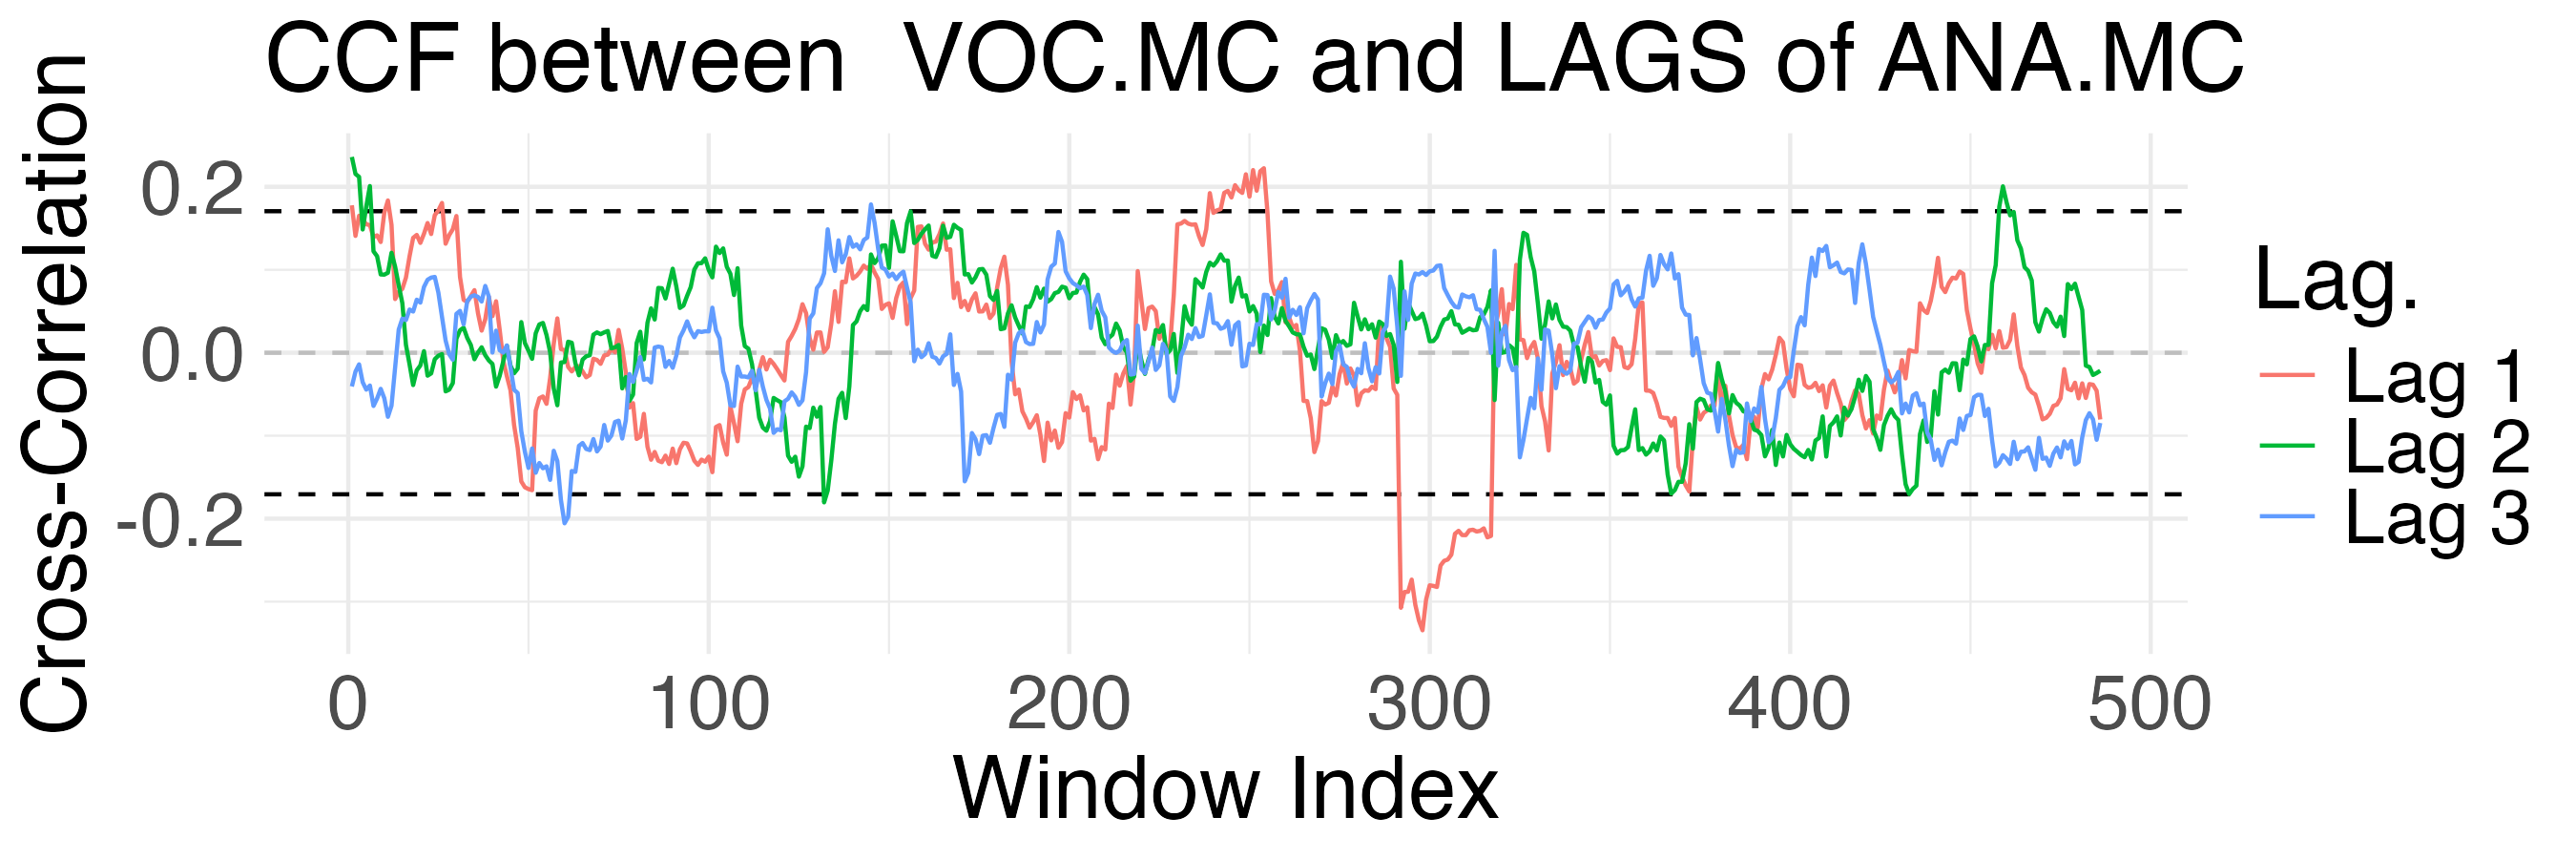 CCF between  VOC.MC and LAGS of ANA.MC
Cross-Correlation
0.2
0.0
-0.2
0 100 200 300 400 500
Window Index
Lag.
Lag 1
Lag 2
Lag 3